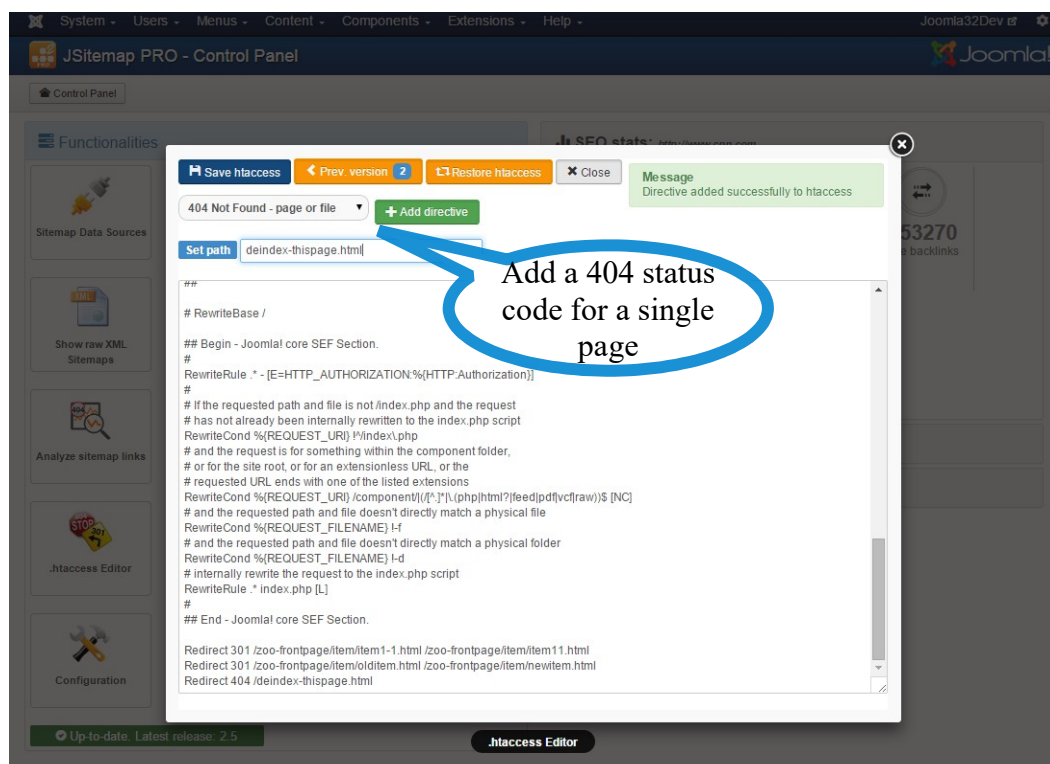 System Users Menus Content Components Extensions Help Joomla32Dev
JSitemap PRO - Control Panel Joomla!
Control Panel
Functionalities
SEO stats:
Sitemap Data Sources
Show raw XML
Sitemaps
Analyze sitemap links
.htaccess Editor
Configuration
Up-to-date. Latest release: 2.5
53270
backlinks
Save htaccess Prev. version 2 Restore htaccess Close
Message
Directive added successfully to htaccess
404 Not Found - page or file Add directive
Set path deindex-thispage.html
Add a 404 status
code for a single
page
##
# RewriteBase /
## Begin - Joomla! core SEF Section.
#
RewriteRule .* - [E=HTTP_AUTHORIZATION:%{HTTP:Authorization}]
#
# If the requested path and file is not /index.php and the request
# has not already been internally rewritten to the index.php script
RewriteCond %{REQUEST_URI} !^/index\.php
# and the request is for something within the component folder,
# or for the site root, or for an extensionless URL, or the
# requested URL ends with one of the listed extensions
RewriteCond %{REQUEST_URI} /component/|(/[^.]*|\.(php|html?|feed|pdf|vcf|raw))$ [NC]
# and the requested path and file doesn't directly match a physical file
RewriteCond %{REQUEST_FILENAME} !-f
# and the requested path and file doesn't directly match a physical folder
RewriteCond %{REQUEST_FILENAME} !-d
# internally rewrite the request to the index.php script
RewriteRule .* index.php [L]
#
## End - Joomla! core SEF Section.
Redirect 301 /zoo-frontpage/item/item1-1.html /zoo-frontpage/item/item11.html
Redirect 301 /zoo-frontpage/item/olditem.html /zoo-frontpage/item/newitem.html
Redirect 404 /deindex-thispage.html
.htaccess Editor